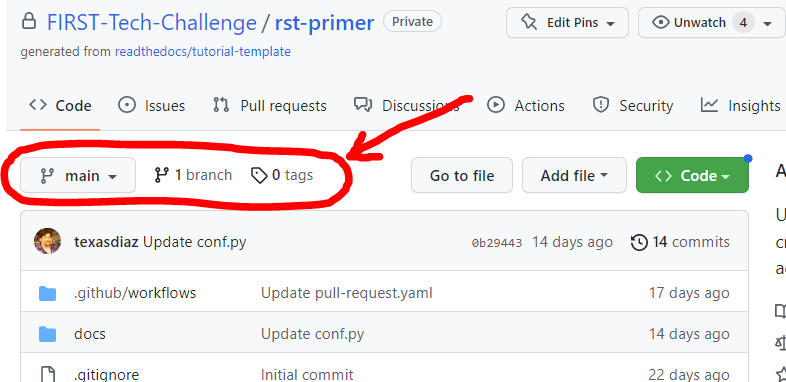 FIRST-Tech-Challenge / rst-primer Private Edit Pins Unwatch 4
generated from readthedocs/tutorial-template
Code Issues Pull requests Discussions Actions Security Insights
main 1 branch 0 tags Go to file Add file Code
texasdiaz Update conf.py 0b29443 14 days ago 14 commits
.github/workflows Update pull-request.yaml 17 days ago
docs Update conf.py 14 days ago
.gitignore Initial commit 22 days ago